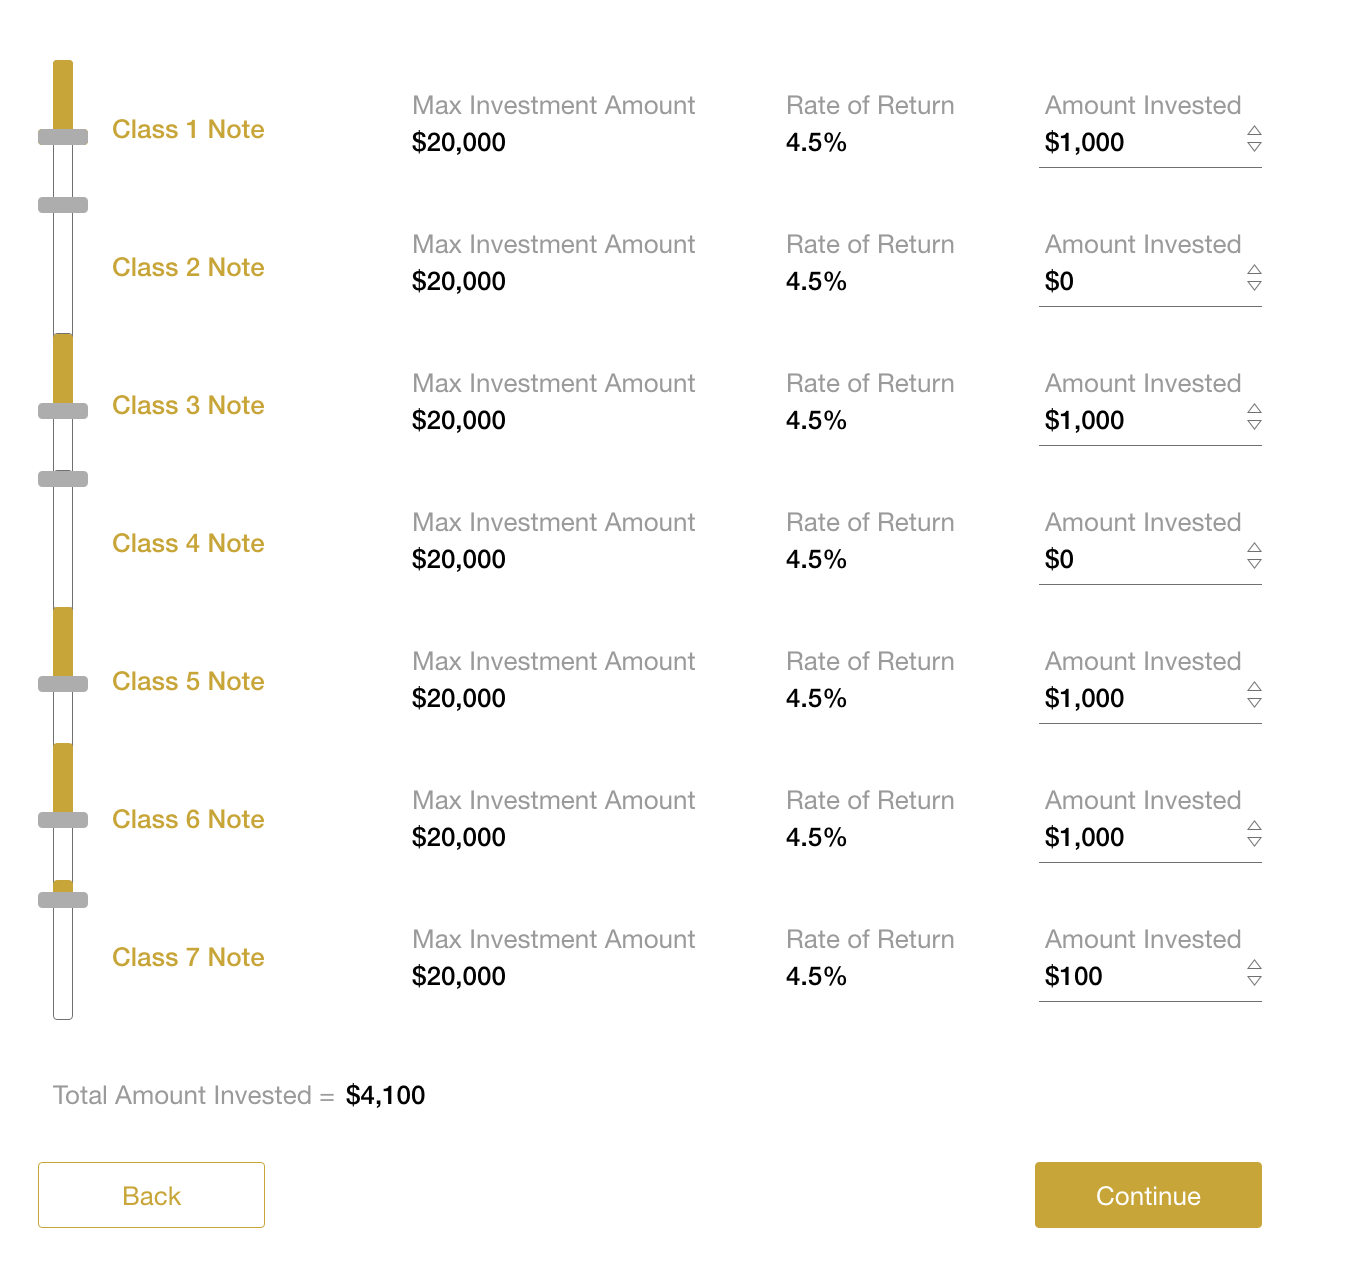 Class 1 Note
Max Investment Amount
$20,000
Rate of Return
4.5%
Amount Invested
$1,000
Class 2 Note
Max Investment Amount
$20,000
Rate of Return
4.5%
Amount Invested
$0
Class 3 Note
Max Investment Amount
$20,000
Rate of Return
4.5%
Amount Invested
$1,000
Class 4 Note
Max Investment Amount
$20,000
Rate of Return
4.5%
Amount Invested
$0
Class 5 Note
Max Investment Amount
$20,000
Rate of Return
4.5%
Amount Invested
$1,000
Class 6 Note
Max Investment Amount
$20,000
Rate of Return
4.5%
Amount Invested
$1,000
Class 7 Note
Max Investment Amount
$20,000
Rate of Return
4.5%
Amount Invested
$100
Total Amount Invested = $4,100
Back
Continue